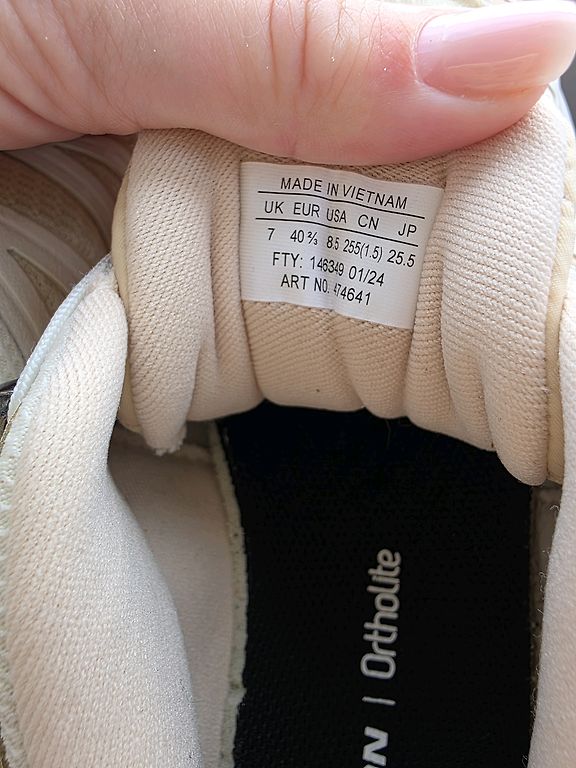 MADE IN VIETNAM
UK EUR USA CN JP
7 40⅔ 8.5 255(1.5) 25.5
FTY: 146349 01/24
ART NO. 474641
ON | Ortholite